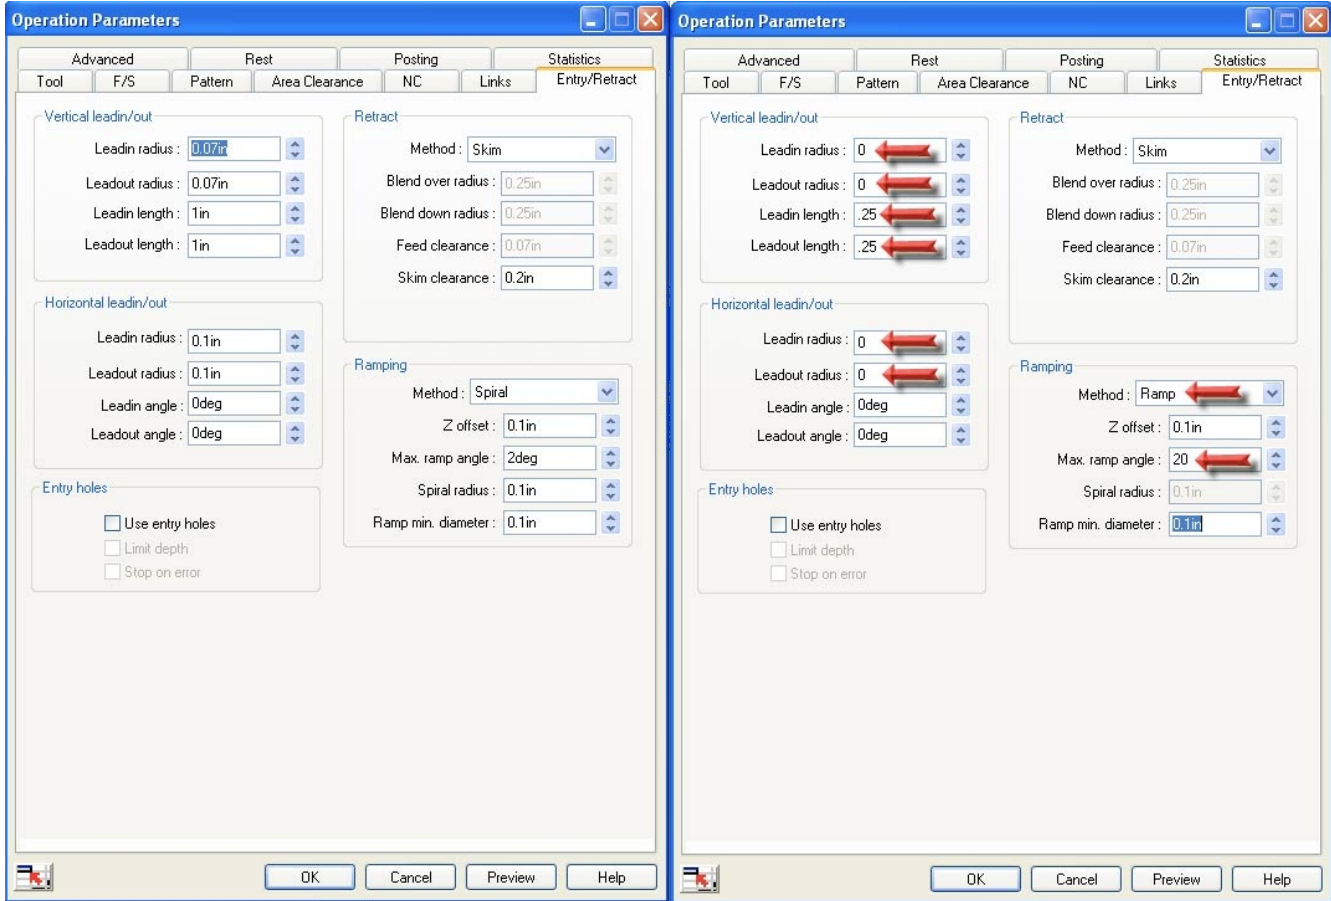 Operation Parameters
Advanced Rest Posting Statistics
Tool F/S Pattern Area Clearance NC Links Entry/Retract
Vertical leadin/out
Leadin radius : 0.07in
Leadout radius : 0.07in
Leadin length : 1in
Leadout length : 1in
Horizontal leadin/out
Leadin radius : 0.1in
Leadout radius : 0.1in
Leadin angle : 0deg
Leadout angle : 0deg
Entry holes
Use entry holes
Limit depth
Stop on error
Retract
Method : Skim
Blend over radius : 0.25in
Blend down radius : 0.25in
Feed clearance : 0.07in
Skim clearance : 0.2in
Ramping
Method : Spiral
Z offset : 0.1in
Max. ramp angle : 2deg
Spiral radius : 0.1in
Ramp min. diameter : 0.1in
OK Cancel Preview Help
Operation Parameters
Advanced Rest Posting Statistics
Tool F/S Pattern Area Clearance NC Links Entry/Retract
Vertical leadin/out
Leadin radius : 0
Leadout radius : 0
Leadin length : .25
Leadout length : .25
Horizontal leadin/out
Leadin radius : 0
Leadout radius : 0
Leadin angle : 0deg
Leadout angle : 0deg
Entry holes
Use entry holes
Limit depth
Stop on error
Retract
Method : Skim
Blend over radius : 0.25in
Blend down radius : 0.25in
Feed clearance : 0.07in
Skim clearance : 0.2in
Ramping
Method : Ramp
Z offset : 0.1in
Max. ramp angle : 20
Spiral radius : 0.1in
Ramp min. diameter : 0.1in
OK Cancel Preview Help